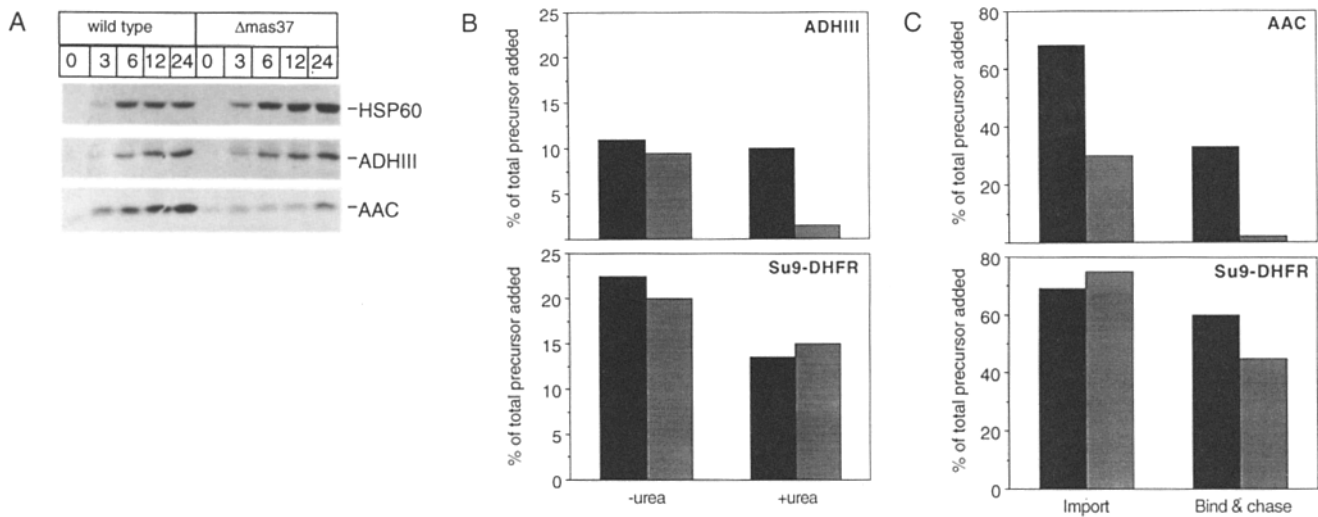 A
wild type Δmas37
0 3 6 12 24 0 3 6 12 24
-HSP60
-ADHIII
-AAC
B
ADHIII
% of total precursor added
25
20
15
10
5
Su9-DHFR
% of total precursor added
25
20
15
10
5
0
-urea +urea
C
AAC
% of total precursor added
80
60
40
20
Su9-DHFR
% of total precursor added
80
60
40
20
0
Import Bind & chase